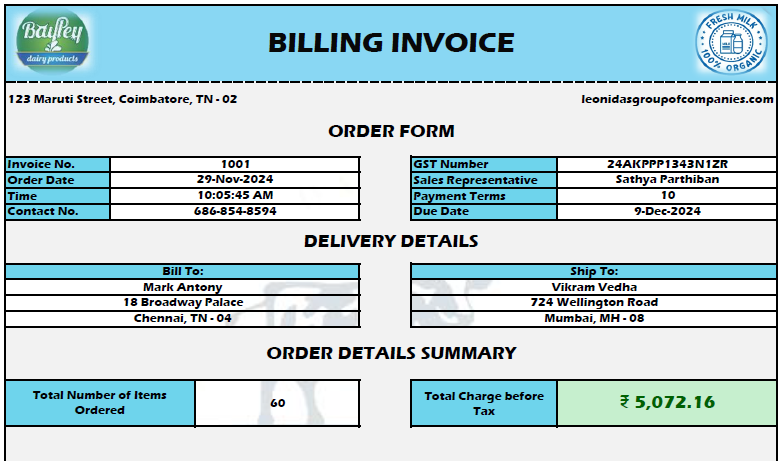 Bayley
dairy products
BILLING INVOICE
FRESH MILK
100% ORGANIC
123 Maruti Street, Coimbatore, TN - 02
leonidasgroupofcompanies.com
ORDER FORM
Invoice No. 1001
GST Number 24AKPPP1343N1ZR
Order Date 29-Nov-2024
Sales Representative Sathya Parthiban
Time 10:05:45 AM
Payment Terms 10
Contact No. 686-854-8594
Due Date 9-Dec-2024
DELIVERY DETAILS
Bill To:
Ship To:
Mark Antony
Vikram Vedha
18 Broadway Palace
724 Wellington Road
Chennai, TN - 04
Mumbai, MH - 08
ORDER DETAILS SUMMARY
Total Number of Items
Ordered
60
Total Charge before
Tax
₹ 5,072.16